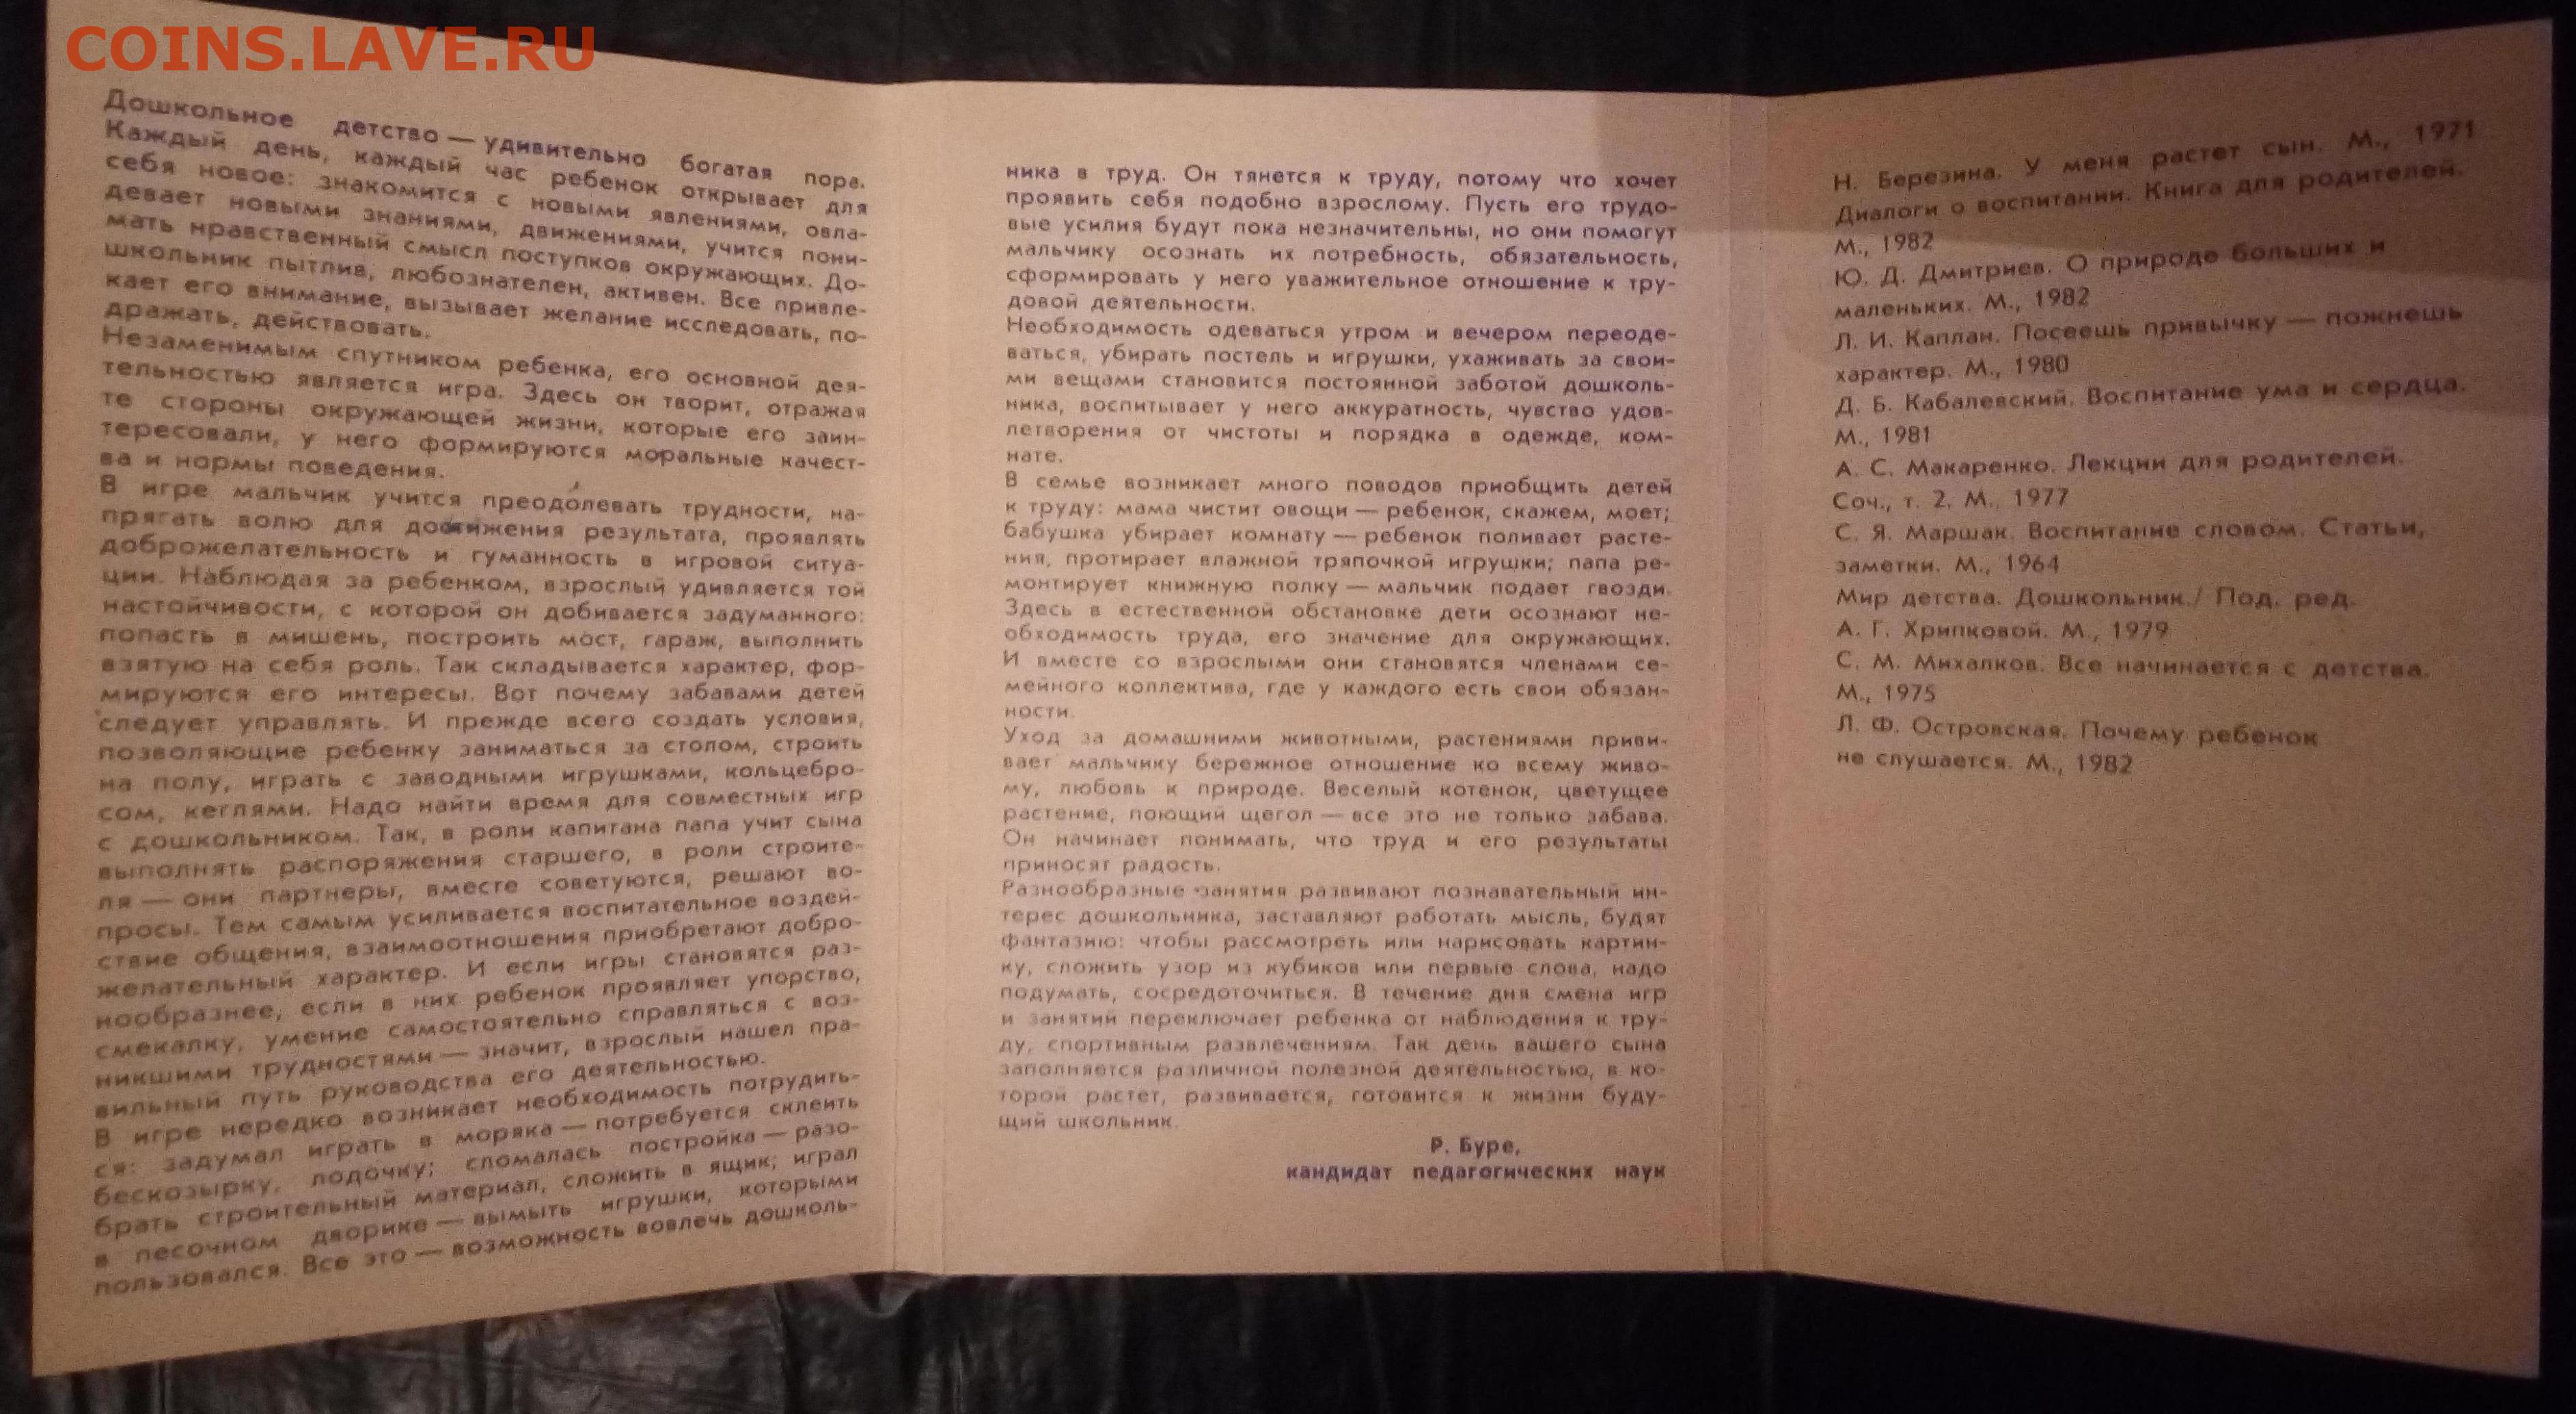 COINS.LAVE.RU
Дошкольное детство — удивительно богатая пора.
Каждый день, каждый час ребенок открывает для
себя новое: знакомится с новыми явлениями, овла-
девает новыми знаниями, движениями, учится пони-
мать нравственный смысл поступков окружающих. До-
школьник пытлив, любознателен, активен. Все привле-
кает его внимание, вызывает желание исследовать, по-
дражать, действовать.
Незаменимым спутником ребенка, его основной дея-
тельностью является игра. Здесь он творит, отражая
те стороны окружающей жизни, которые его заин-
тересовали, у него формируются моральные качест-
ва и нормы поведения.
В игре мальчик учится преодолевать трудности, на-
прягать волю для достижения результата, проявлять
доброжелательность и гуманность в игровой ситуа-
ции. Наблюдая за ребенком, взрослый удивляется той
настойчивости, с которой он добивается задуманного:
попасть в мишень, построить мост, гараж, выполнить
взятую на себя роль. Так складывается характер, фор-
мируются его интересы. Вот почему забавами детей
следует управлять. И прежде всего создать условия,
позволяющие ребенку заниматься за столом, строить
на полу, играть с заводными игрушками, кольцебро-
сом, кеглями. Надо найти время для совместных игр
с дошкольником. Так, в роли капитана папа учит сына
выполнять распоряжения старшего, в роли строите-
ля — они партнеры, вместе советуются, решают во-
просы. Тем самым усиливается воспитательное воздей-
ствие общения, взаимоотношения приобретают добро-
желательный характер. И если игры становятся раз-
нообразнее, если в них ребенок проявляет упорство,
смекалку, умение самостоятельно справляться с воз-
никшими трудностями — значит, взрослый нашел пра-
вильный путь руководства его деятельностью.
В игре нередко возникает необходимость потрудить-
ся: задумал играть в моряка — потребуется склеить
бескозырку, лодочку; сломалась постройка — разо-
брать строительный материал, сложить в ящик; играл
в песочном дворике — вымыть игрушки, которыми
пользовался. Все это — возможность вовлечь дошколь-
ника в труд. Он тянется к труду, потому что хочет
проявить себя подобно взрослому. Пусть его трудо-
вые усилия будут пока незначительны, но они помогут
мальчику осознать их потребность, обязательность,
сформировать у него уважительное отношение к тру-
довой деятельности.
Необходимость одеваться утром и вечером переоде-
ваться, убирать постель и игрушки, ухаживать за свои-
ми вещами становится постоянной заботой дошколь-
ника, воспитывает у него аккуратность, чувство удов-
летворения от чистоты и порядка в одежде, ком-
нате.
В семье возникает много поводов приобщить детей
к труду: мама чистит овощи — ребенок, скажем, моет;
бабушка убирает комнату — ребенок поливает расте-
ния, протирает влажной тряпочкой игрушки; папа ре-
монтирует книжную полку — мальчик подает гвозди.
Здесь в естественной обстановке дети осознают не-
обходимость труда, его значение для окружающих.
И вместе со взрослыми они становятся членами се-
мейного коллектива, где у каждого есть свои обязан-
ности.
Уход за домашними животными, растениями приви-
вает мальчику бережное отношение ко всему живо-
му, любовь к природе. Веселый котенок, цветущее
растение, поющий щегол — все это не только забава.
Он начинает понимать, что труд и его результаты
приносят радость.
Разнообразные занятия развивают познавательный ин-
терес дошкольника, заставляют работать мысль, будят
фантазию: чтобы рассмотреть или нарисовать картин-
ку, сложить узор из кубиков или первые слова, надо
подумать, сосредоточиться. В течение дня смена игр
и занятий переключает ребенка от наблюдения к тру-
ду, спортивным развлечениям. Так день вашего сына
заполняется различной полезной деятельностью, в ко-
торой растет, развивается, готовится к жизни буду-
щий школьник.
Р. Буре,
кандидат педагогических наук
Н. Березина. У меня растет сын. М., 1971
Диалоги о воспитании. Книга для родителей.
М., 1982
Ю. Д. Дмитриев. О природе больших и
маленьких. М., 1982
Л. И. Каплан. Посеешь привычку — пожнешь
характер. М., 1980
Д. Б. Кабалевский. Воспитание ума и сердца.
М., 1981
А. С. Макаренко. Лекции для родителей.
Соч., т. 2. М., 1977
С. Я. Маршак. Воспитание словом. Статьи,
заметки. М., 1964
Мир детства. Дошкольник./ Под. ред.
А. Г. Хрипковой. М., 1979
С. М. Михалков. Все начинается с детства.
М., 1975
Л. Ф. Островская. Почему ребенок
не слушается. М., 1982